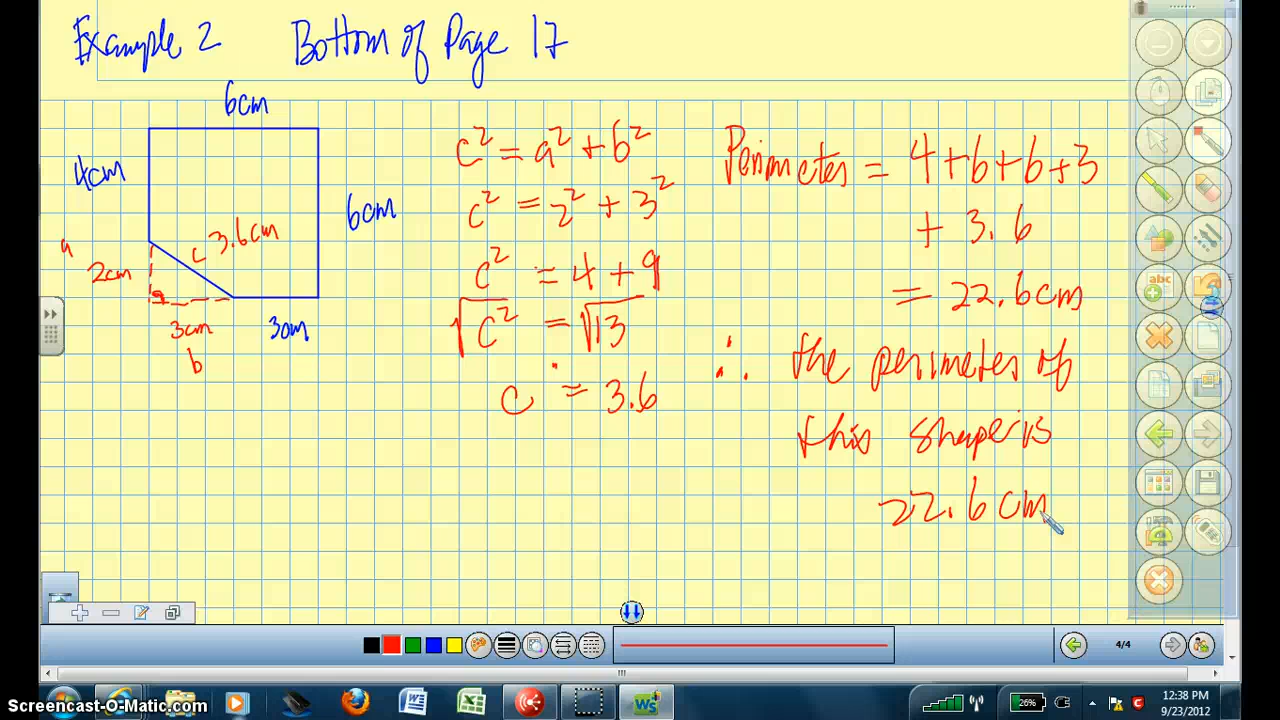 Example 2 Bottom of Page 17
6cm
4cm
6cm
c 3.6cm
a
2cm
3cm
3cm
b
c² = a² + b²
c² = 2² + 3²
c² = 4 + 9
√c² = √13
c ≐ 3.6
Perimeter = 4+6+6+3
+ 3.6
= 22.6cm
∴ the perimeter of
this shape is
22.6cm
abc
4/4
26%
12:38 PM
9/23/2012
Screencast-O-Matic.com